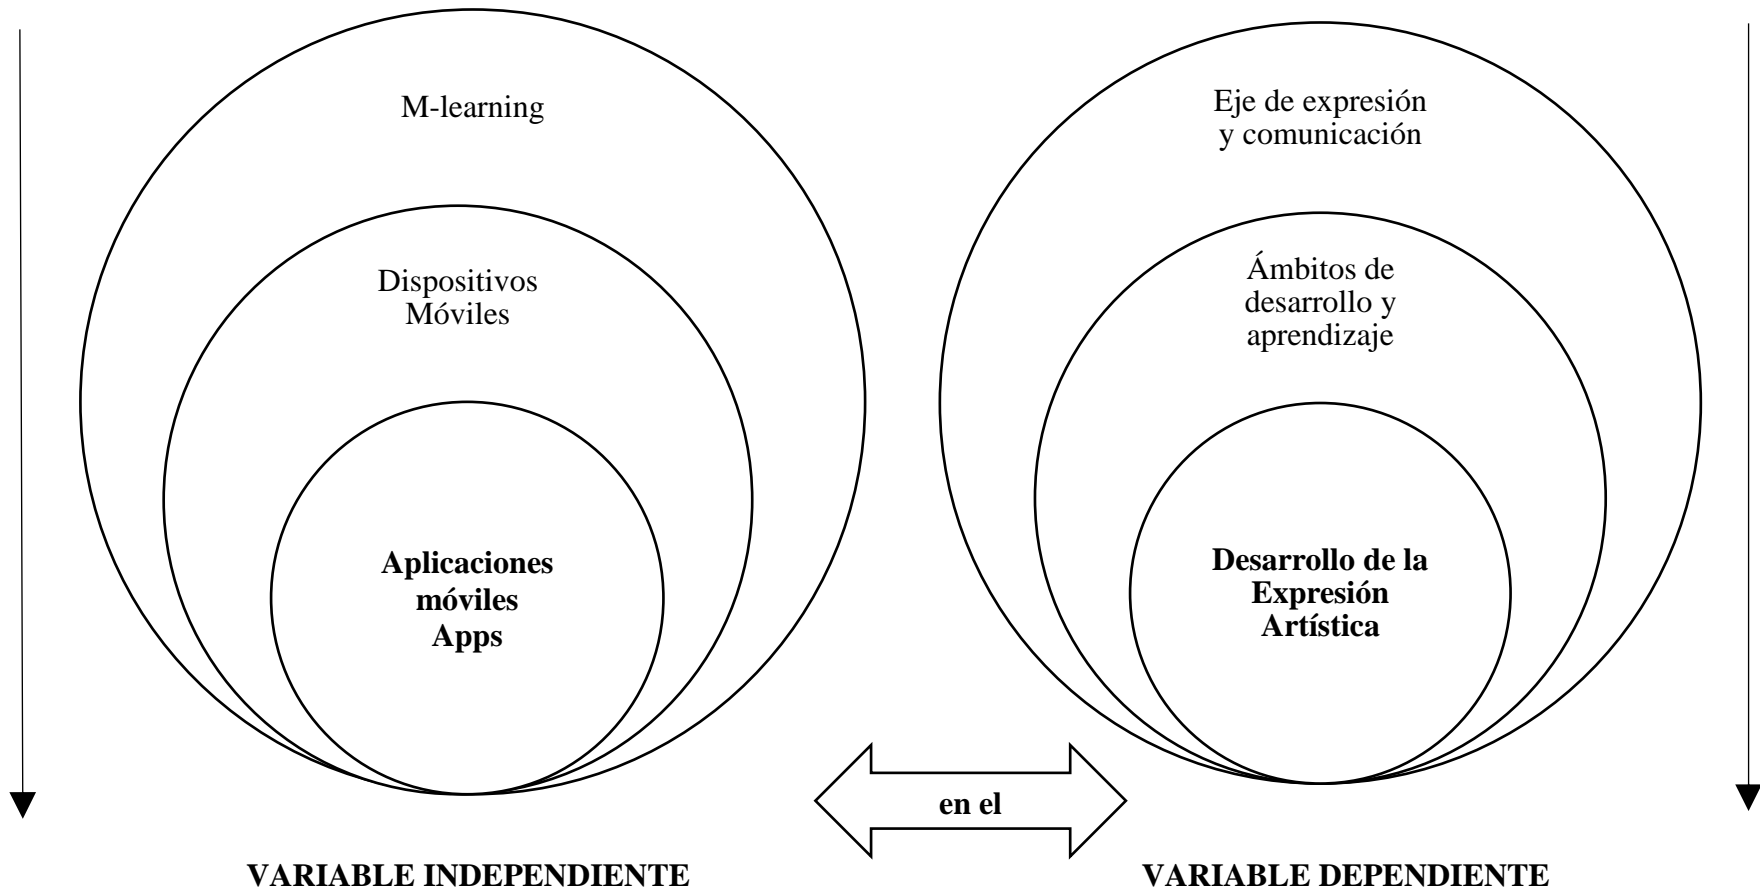 M-learning
Dispositivos
Móviles
Aplicaciones
móviles
Apps
VARIABLE INDEPENDIENTE
en el
Eje de expresión
y comunicación
Ámbitos de
desarrollo y
aprendizaje
Desarrollo de la
Expresión
Artística
VARIABLE DEPENDIENTE